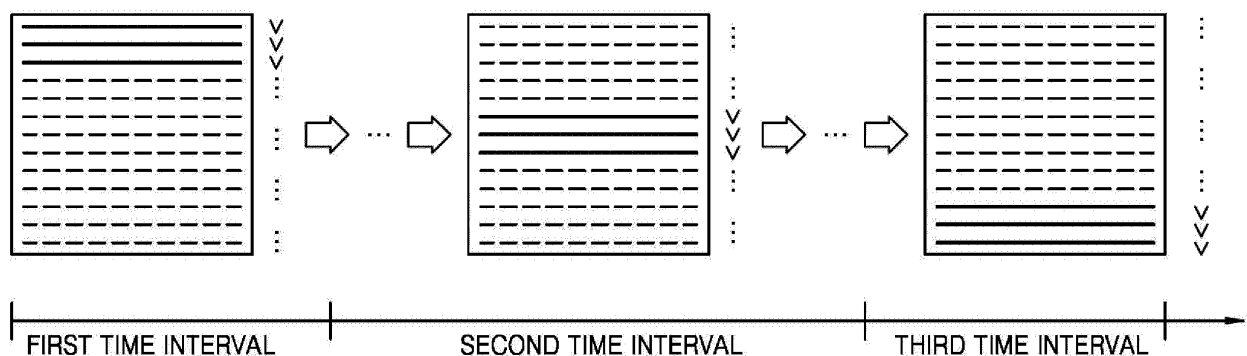 FIRST TIME INTERVAL
SECOND TIME INTERVAL
THIRD TIME INTERVAL